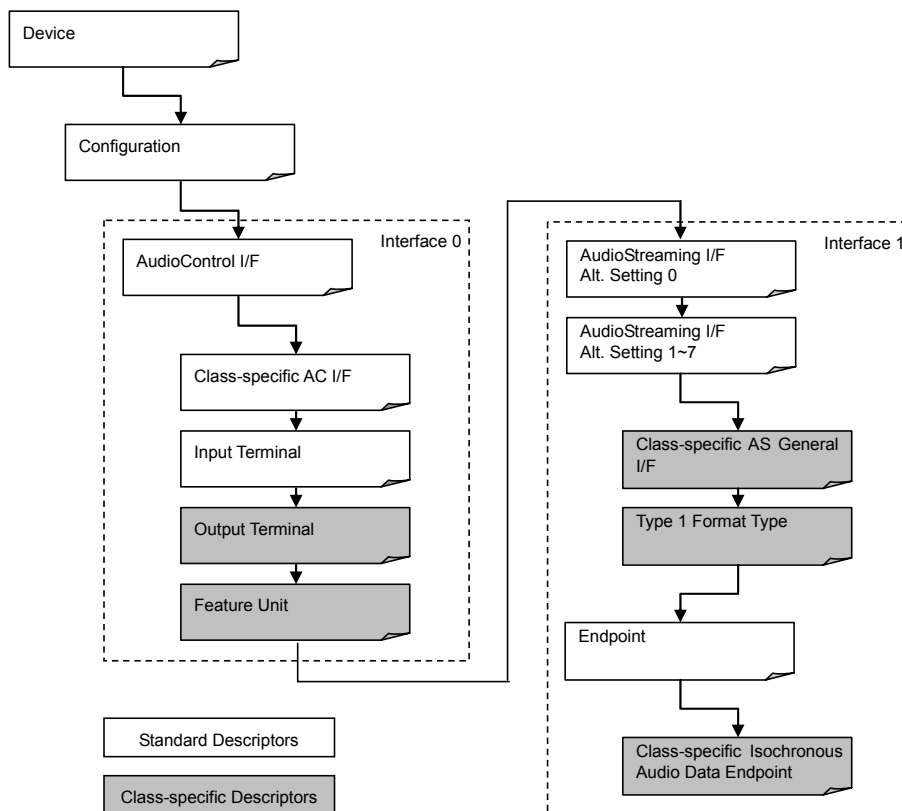 Device
Configuration
Interface 0
AudioControl I/F
Class-specific AC I/F
Input Terminal
Output Terminal
Feature Unit
Interface 1
AudioStreaming I/F
Alt. Setting 0
AudioStreaming I/F
Alt. Setting 1~7
Class-specific AS General
I/F
Type 1 Format Type
Endpoint
Class-specific Isochronous
Audio Data Endpoint
Standard Descriptors
Class-specific Descriptors